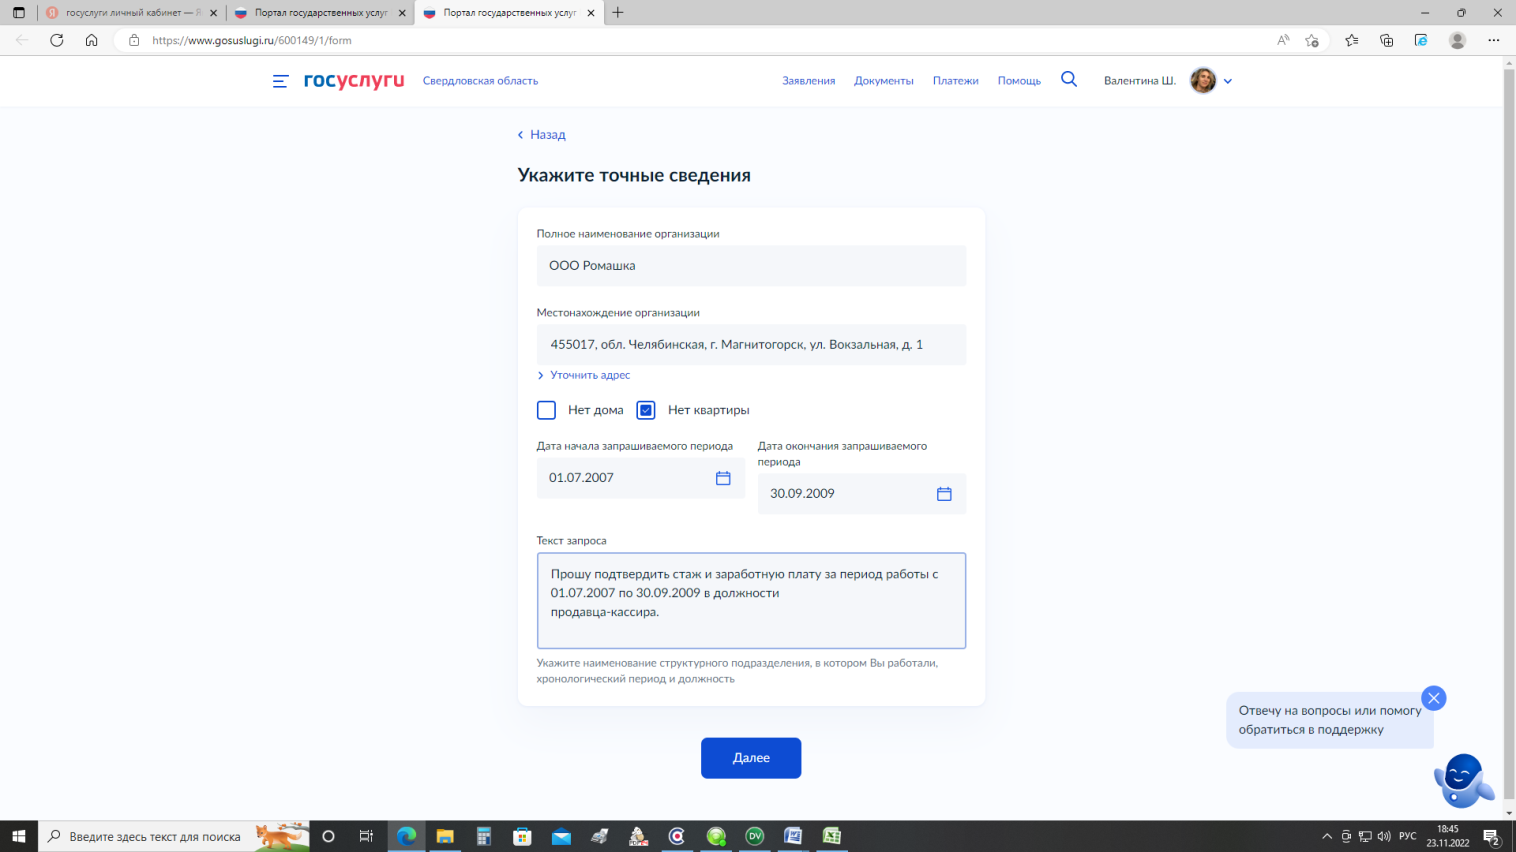 госуслуги личный кабинет — Я
Портал государственных услуг
Портал государственных услуг
https://www.gosuslugi.ru/600149/1/form
госуслуги
Свердловская область
Заявления
Документы
Платежи
Помощь
Валентина Ш.
Назад
Укажите точные сведения
Полное наименование организации
ООО Ромашка
Местонахождение организации
455017, обл. Челябинская, г. Магнитогорск, ул. Вокзальная, д. 1
Уточнить адрес
Нет дома
Нет квартиры
Дата начала запрашиваемого периода
Дата окончания запрашиваемого
периода
01.07.2007
30.09.2009
Текст запроса
Прошу подтвердить стаж и заработную плату за период работы с
01.07.2007 по 30.09.2009 в должности
продавца-кассира.
Укажите наименование структурного подразделения, в котором Вы работали,
хронологический период и должность
Далее
Отвечу на вопросы или помогу
обратиться в поддержку
Введите здесь текст для поиска
DV
РУС
18:45
23.11.2022
2